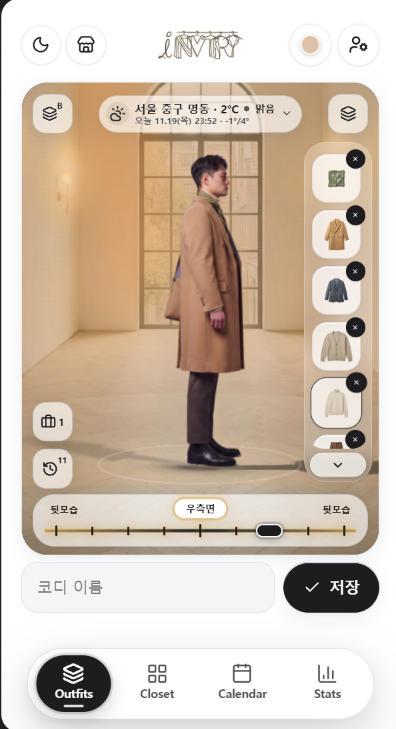 inVTRY
B
서울 중구 명동 · 2°C ● 맑음
오늘 11.19(목) 23:52 · -1°/4°
1
11
뒷모습 우측면 뒷모습
코디 이름
저장
Outfits Closet Calendar Stats